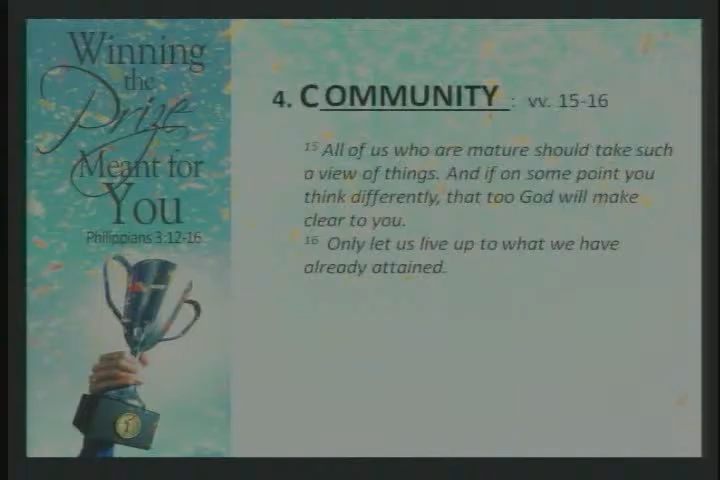 Winning
the
Prize
Meant for
You
Philippians 3:12-16
4. COMMUNITY : vv. 15-16
15 All of us who are mature should take such
a view of things. And if on some point you
think differently, that too God will make
clear to you.
16 Only let us live up to what we have
already attained.
1